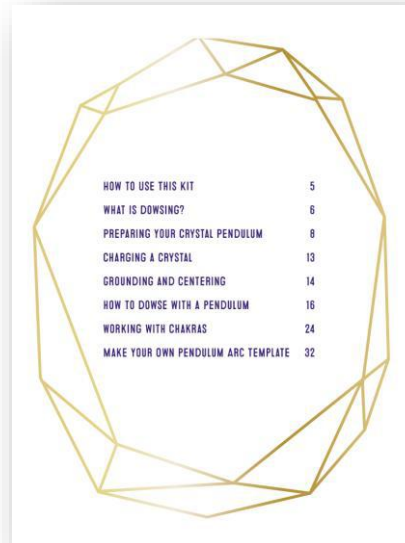 HOW TO USE THIS KIT 5
WHAT IS DOWSING? 6
PREPARING YOUR CRYSTAL PENDULUM 8
CHARGING A CRYSTAL 13
GROUNDING AND CENTERING 14
HOW TO DOWSE WITH A PENDULUM 16
WORKING WITH CHAKRAS 24
MAKE YOUR OWN PENDULUM ARC TEMPLATE 32